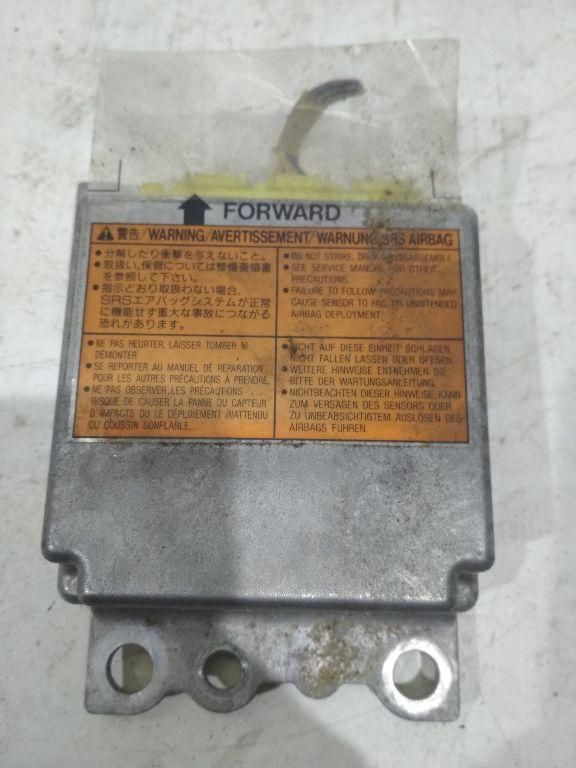 FORWARD
警告/WARNING/AVERTISSEMENT/WARNUNG SRS AIRBAG
● 分解したり衝撃を与えないこと。
● 取扱い、保管については整備要領書
を参照して下さい。
● 指示どおり取扱わない場合、
SRSエアバッグシステムが正常
に機能せず重大な事故につながる
恐れがあります。
● DO NOT STRIKE, DROP DISASSEMBLE
● SEE SERVICE MANUAL FOR OTHER
PRECAUTIONS.
● FAILURE TO FOLLOW PRECAUTIONS MAY
CAUSE SENSOR TO FAIL OR UNINTENDED
AIRBAG DEPLOYMENT
● NE PAS HEURTER, LAISSER TOMBER NI
DEMONTER
● SE REPORTER AU MANUEL DE REPARATION
POUR LES AUTRES PRÉCAUTIONS À PRENDRE.
● NE PAS OBSERVER, LES PRÉCAUTIONS
RISQUE DE CAUSER LA PANNE DU CAPTEUR
D'IMPACTS OU LE DÉPLOIEMENT INATTENDU
DU COUSSIN GONFLABLE.
● NICHT AUF DIESE EINHEIT SCHLAGEN,
NICHT FALLEN LASSEN ODER ÖFFENEN.
● WEITERE HINWEISE ENTNEHMEN SIE
BITTE DER WARTUNGSANLEITUNG.
● NICHTBEACHTEN DIESER HINWEISE KANN
ZUM VERSAGEN DES SENSORS ODER
ZU UNBEABSICHTIGTEM AUSLÖSEN DES
AIRBAGS FÜHREN.